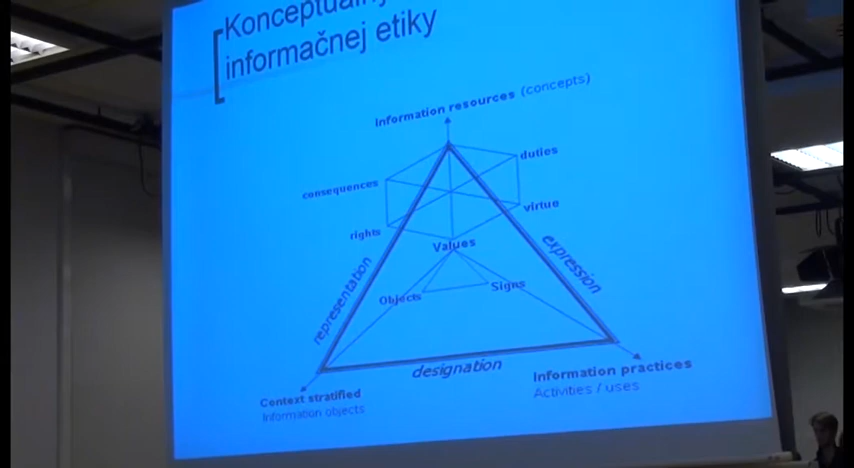 informačnej etiky
Information resources (concepts)
duties
consequences
virtue
rights
Values
representation
expression
Objects
Signs
designation
Context stratified
Information objects
Information practices
Activities / uses